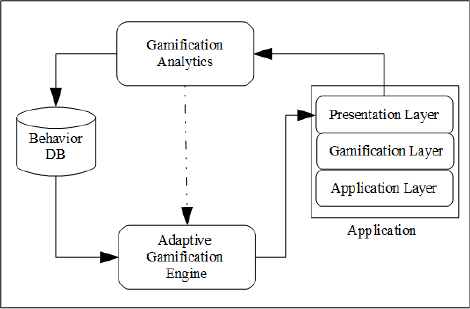 Gamification
Analytics
Behavior
DB
Presentation Layer
Gamification Layer
Application Layer
Application
Adaptive
Gamification
Engine